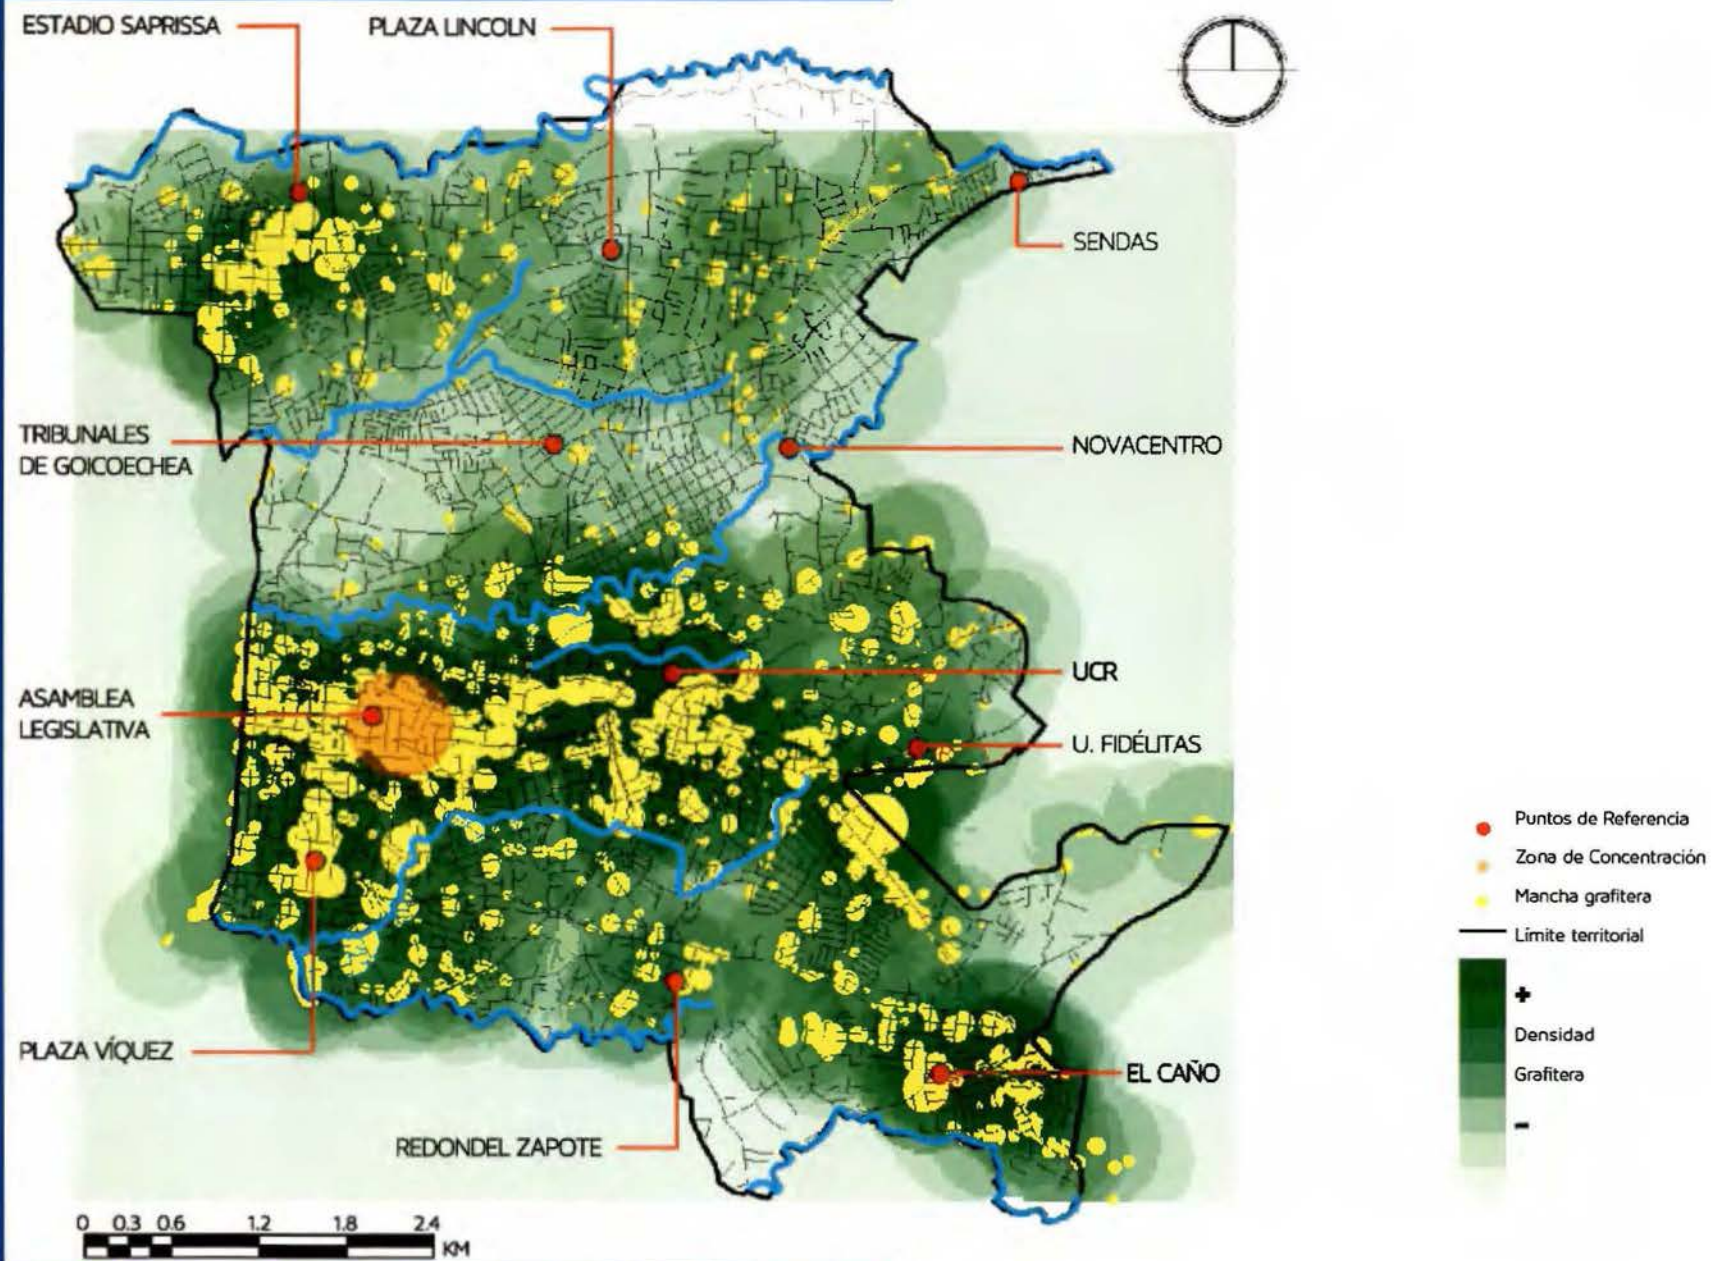 ESTADIO SAPRISSA
PLAZA LINCOLN
SENDAS
TRIBUNALES
DE GOICOECHEA
NOVACENTRO
ASAMBLEA
LEGISLATIVA
UCR
U. FIDÉLITAS
PLAZA VÍQUEZ
EL CAÑO
REDONDEL ZAPOTE
0 0.3 0.6 1.2 1.8 2.4
KM
Puntos de Referencia
Zona de Concentración
Mancha grafitera
Límite territorial
+
Densidad
Grafitera
-